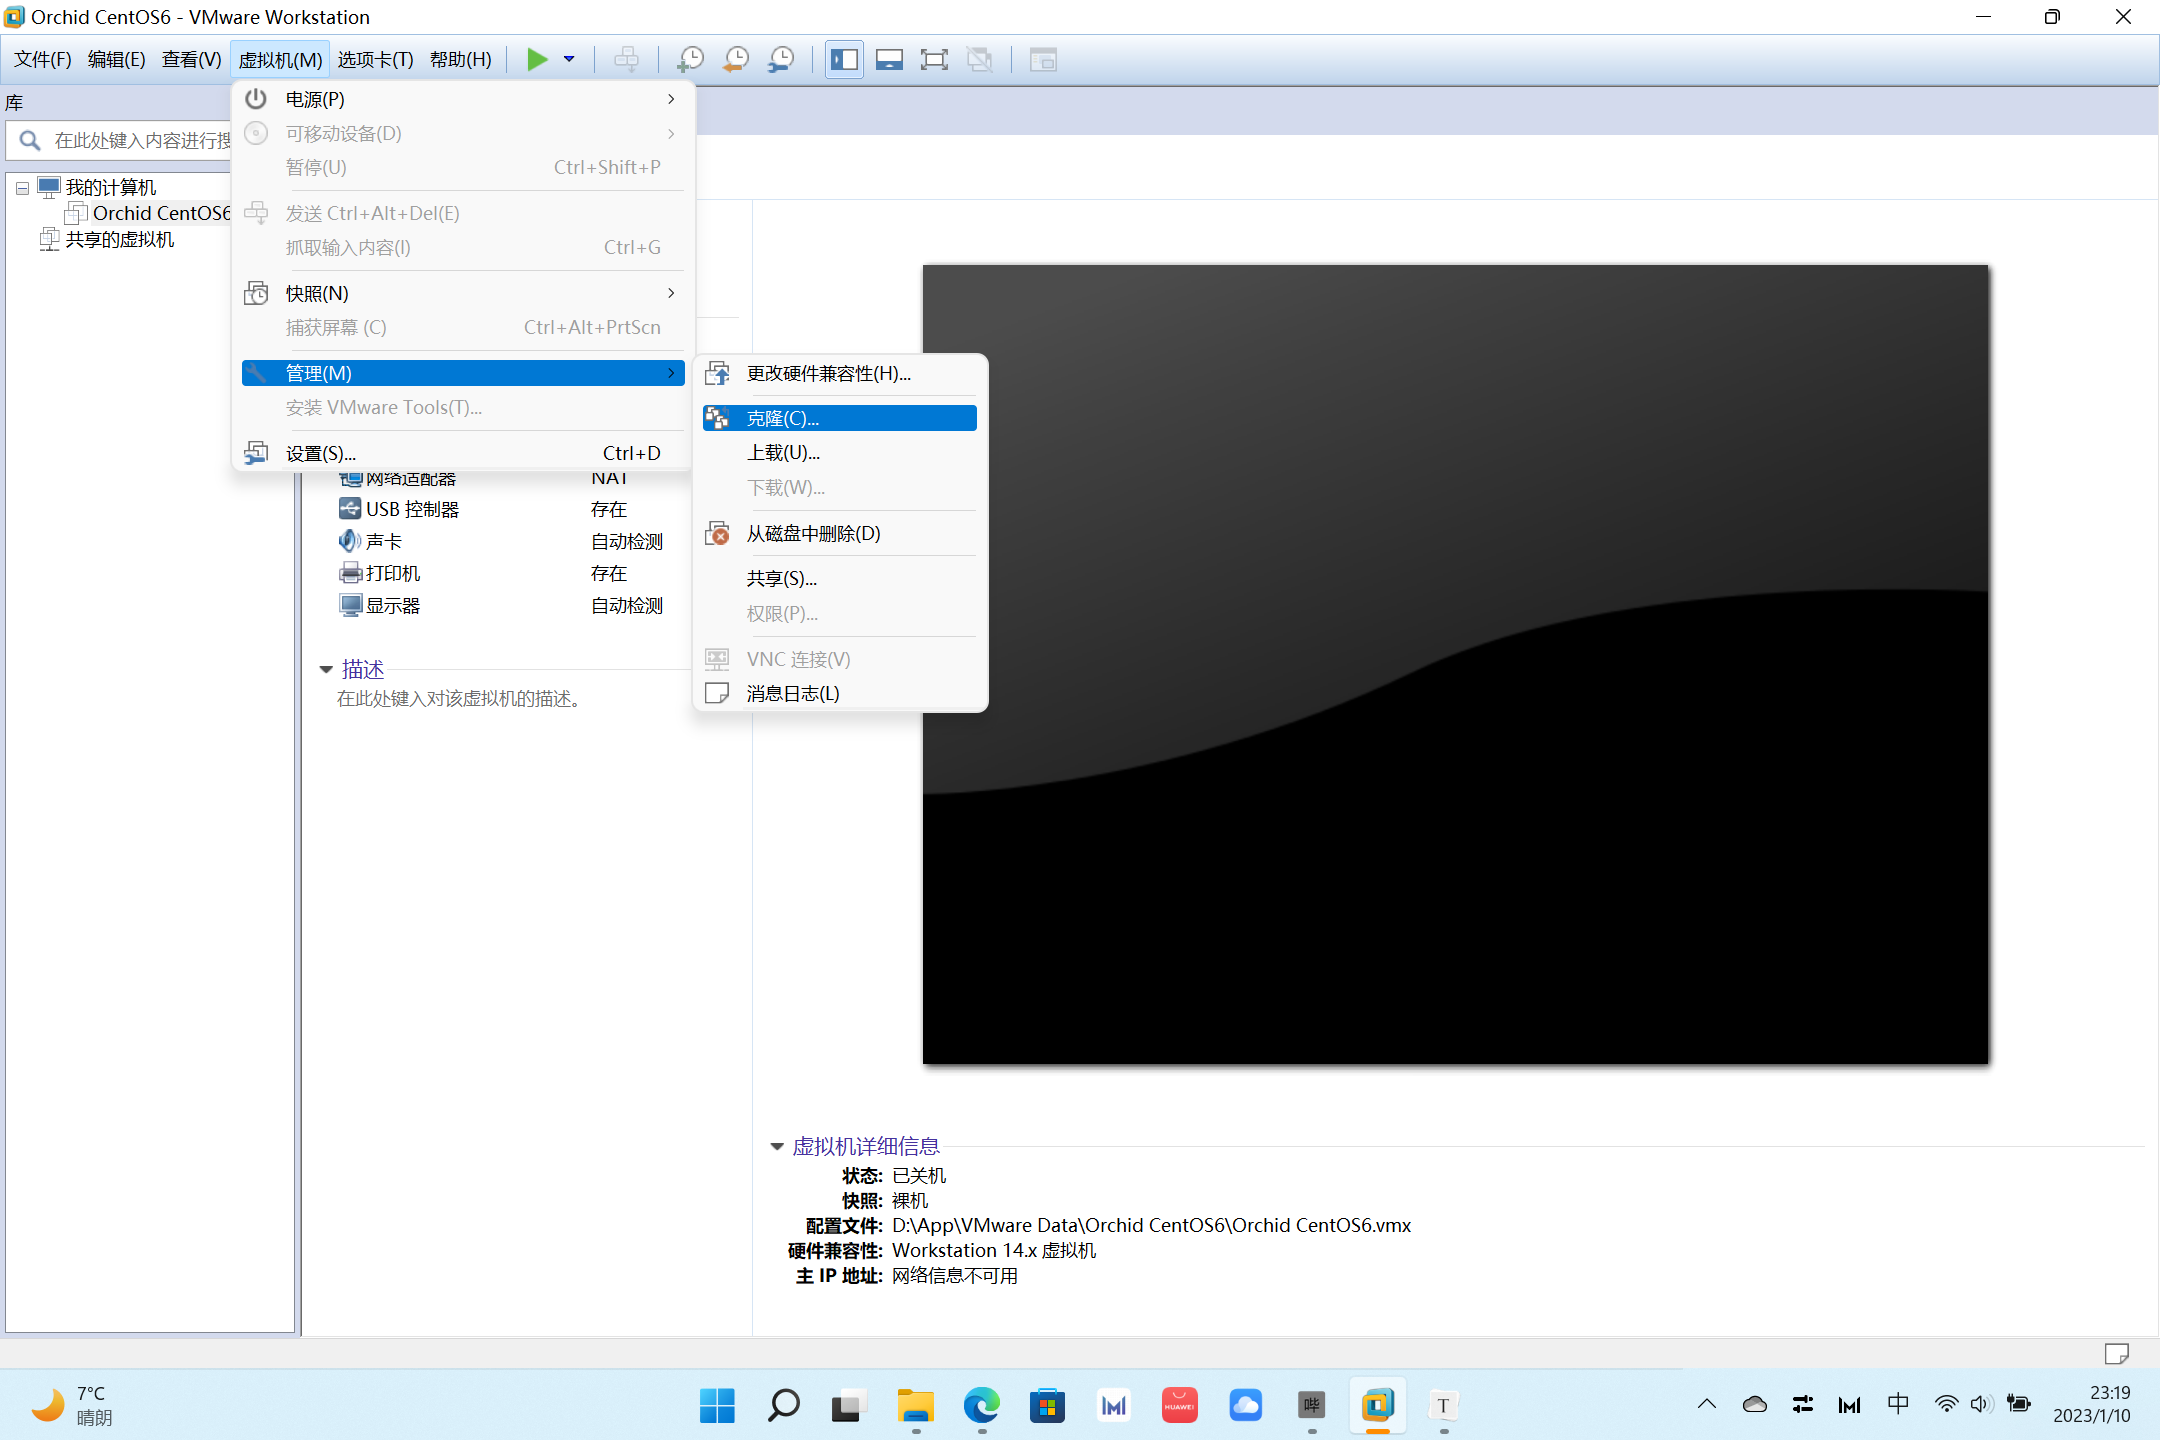 Orchid CentOS6 - VMware Workstation
文件(F) 编辑(E) 查看(V) 虚拟机(M) 选项卡(T) 帮助(H)
库
在此处键入内容进行搜
我的计算机
Orchid CentOS6
共享的虚拟机
电源(P)
可移动设备(D)
暂停(U) Ctrl+Shift+P
发送 Ctrl+Alt+Del(E)
抓取输入内容(I) Ctrl+G
快照(N)
捕获屏幕 (C) Ctrl+Alt+PrtScn
管理(M)
安装 VMware Tools(T)...
设置(S)... Ctrl+D
更改硬件兼容性(H)...
克隆(C)...
上载(U)...
下载(W)...
从磁盘中删除(D)
共享(S)...
权限(P)...
VNC 连接(V)
消息日志(L)
网络适配器 NAT
USB 控制器 存在
声卡 自动检测
打印机 存在
显示器 自动检测
描述
在此处键入对该虚拟机的描述。
虚拟机详细信息
状态: 已关机
快照: 裸机
配置文件: D:\App\VMware Data\Orchid CentOS6\Orchid CentOS6.vmx
硬件兼容性: Workstation 14.x 虚拟机
主 IP 地址: 网络信息不可用
7°C
晴朗
HUAWEI
哔
T
中
23:19
2023/1/10